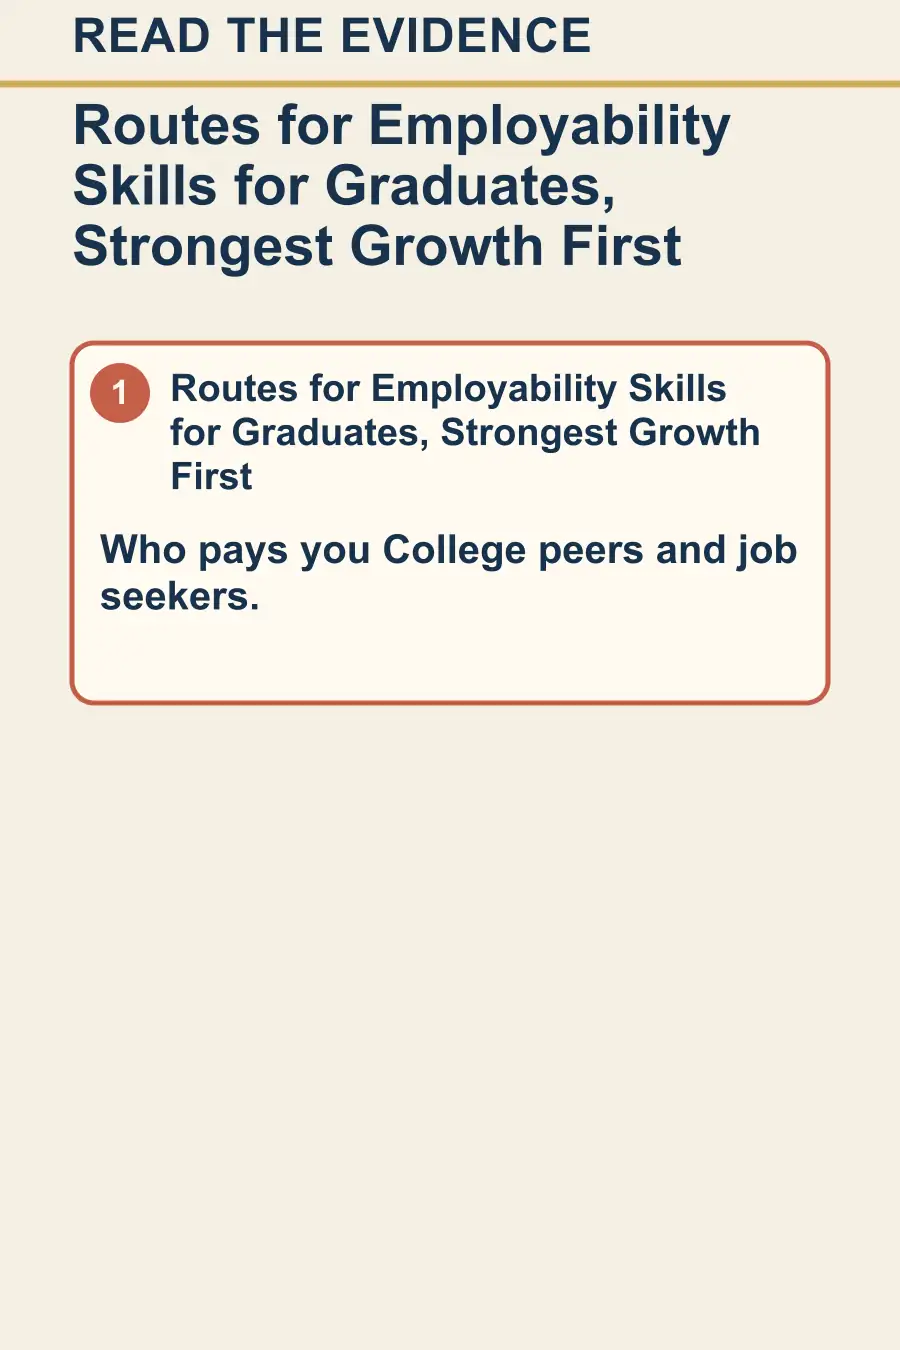 READ THE EVIDENCE
Routes for Employability
Skills for Graduates,
Strongest Growth First
1
Routes for Employability Skills
for Graduates, Strongest Growth
First
Who pays you College peers and job
seekers.